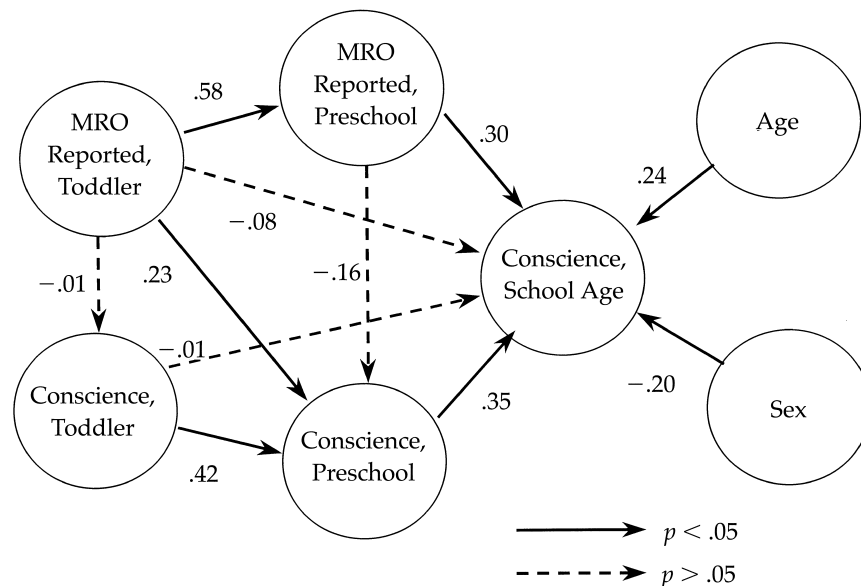 MRO
Reported,
Preschool
.58
MRO
Reported,
Toddler
Age
.30
.24
−.08
Conscience,
School Age
−.01
.23
−.16
−.01
.35
−.20
Conscience,
Toddler
Sex
Conscience,
Preschool
.42
p < .05
p > .05